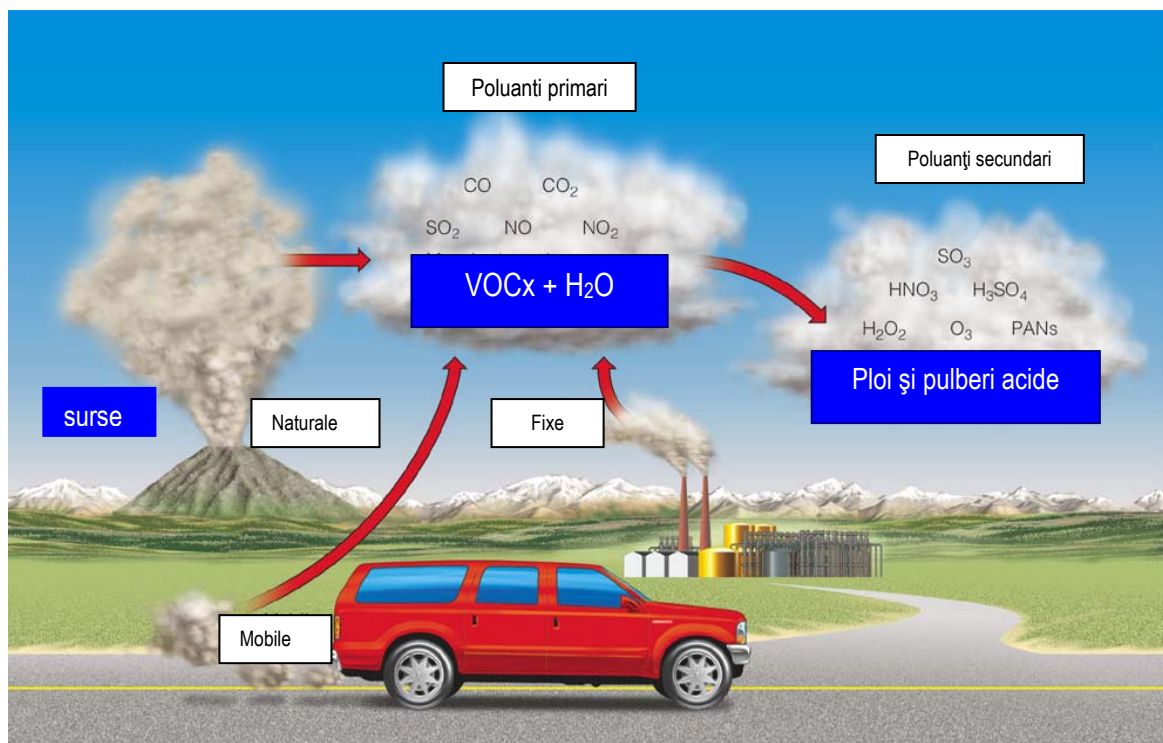 Poluanti primari
CO CO₂
SO₂ NO NO₂
VOCx + H₂O
Poluanţi secundari
SO₃
HNO₃ H₃SO₄
H₂O₂ O₃ PANs
Ploi şi pulberi acide
surse
Naturale
Fixe
Mobile